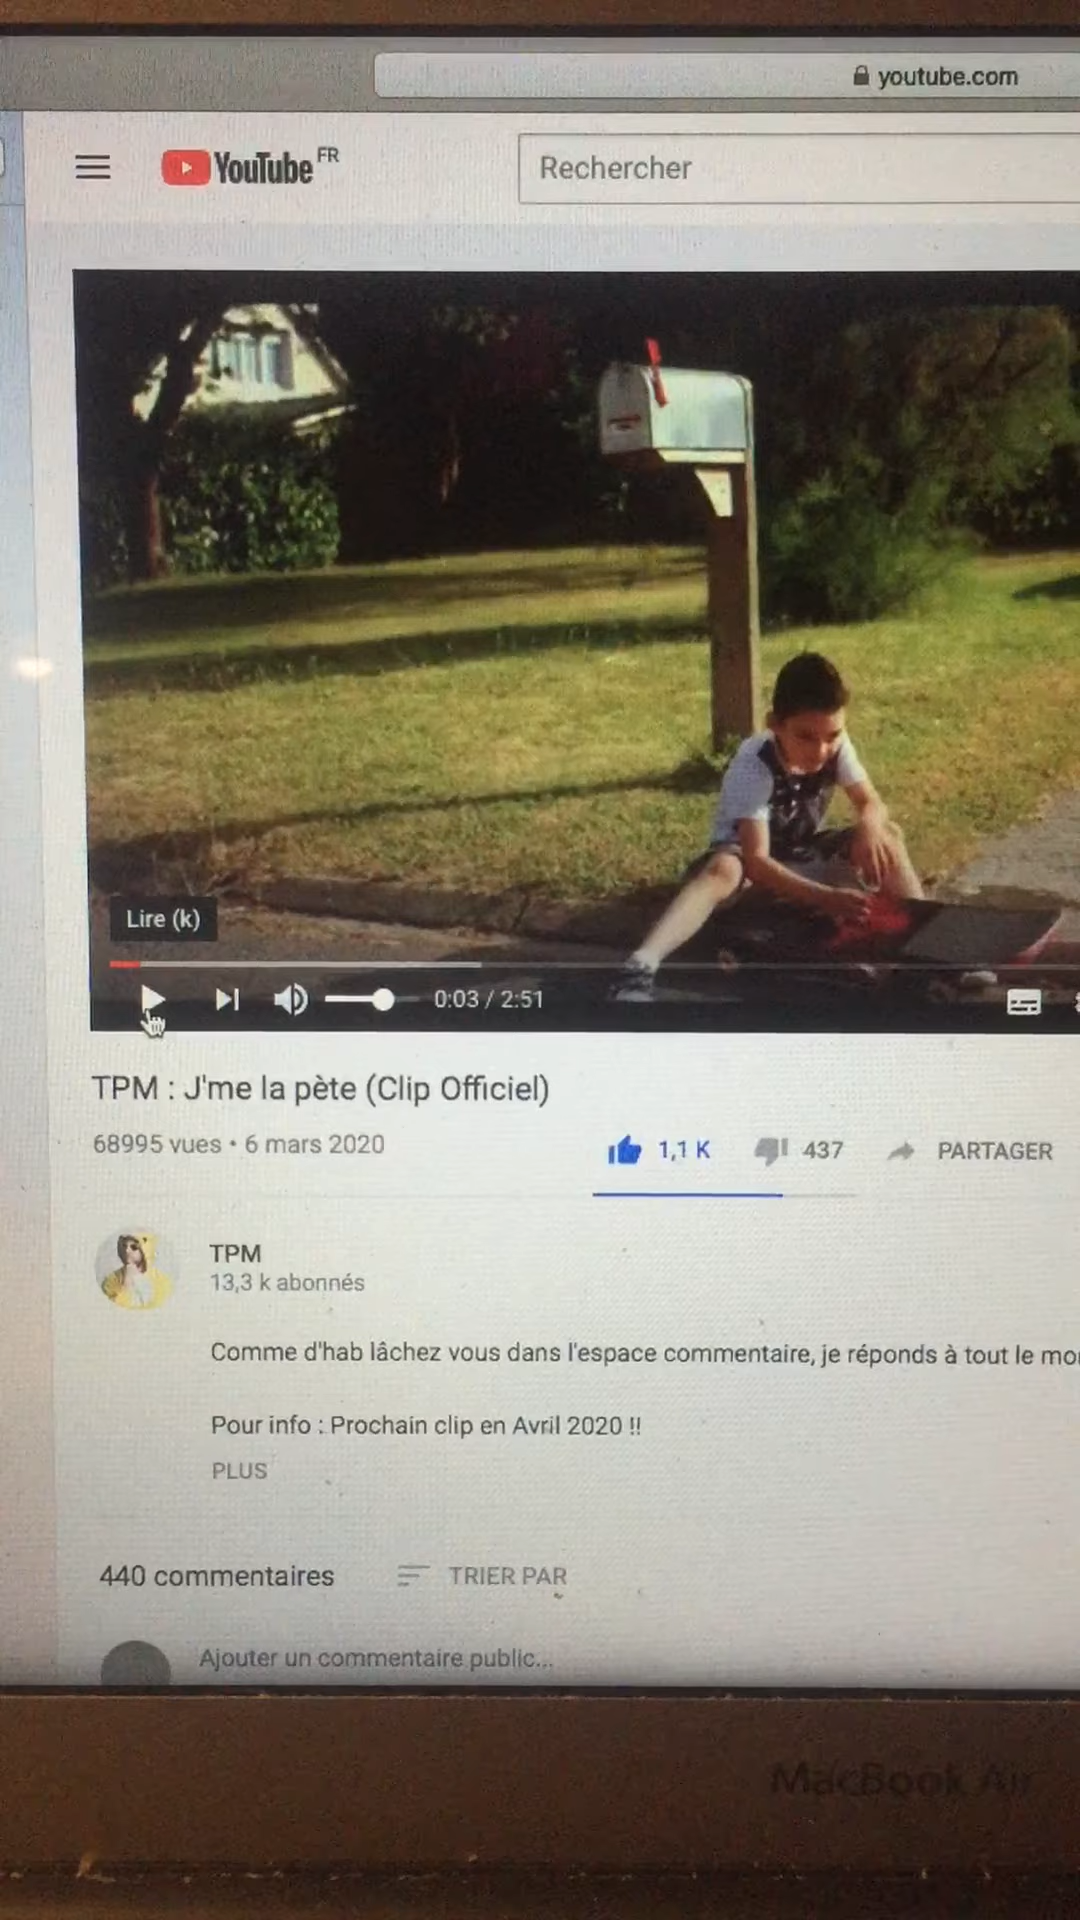 youtube.com
YouTube FR
Rechercher
Lire (k)
0:03 / 2:51
TPM : J'me la pète (Clip Officiel)
68995 vues • 6 mars 2020
1,1 K
437
PARTAGER
TPM
13,3 k abonnés
Comme d'hab lâchez vous dans l'espace commentaire, je réponds à tout le mo
Pour info : Prochain clip en Avril 2020 !!
PLUS
440 commentaires
TRIER PAR
Ajouter un commentaire public...
MacBook Air